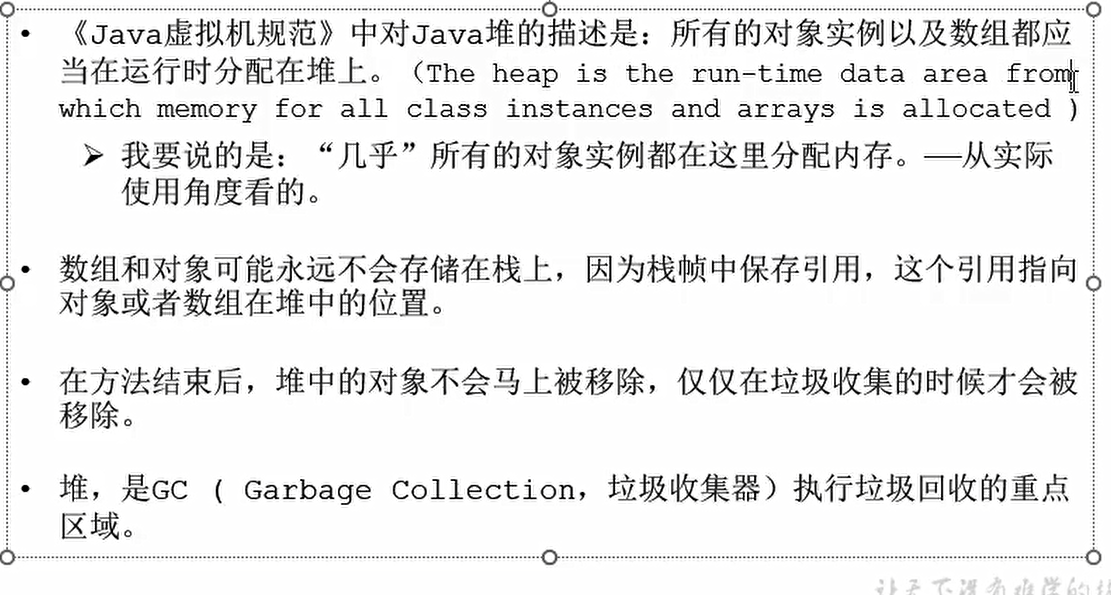 • 《Java虚拟机规范》中对Java堆的描述是：所有的对象实例以及数组都应
当在运行时分配在堆上。（The heap is the run-time data area from
which memory for all class instances and arrays is allocated ）
➢ 我要说的是：“几乎”所有的对象实例都在这里分配内存。——从实际
使用角度看的。
• 数组和对象可能永远不会存储在栈上，因为栈帧中保存引用，这个引用指向
对象或者数组在堆中的位置。
• 在方法结束后，堆中的对象不会马上被移除，仅仅在垃圾收集的时候才会被
移除。
• 堆，是GC ( Garbage Collection，垃圾收集器）执行垃圾回收的重点
区域。
让天下没有难学的技